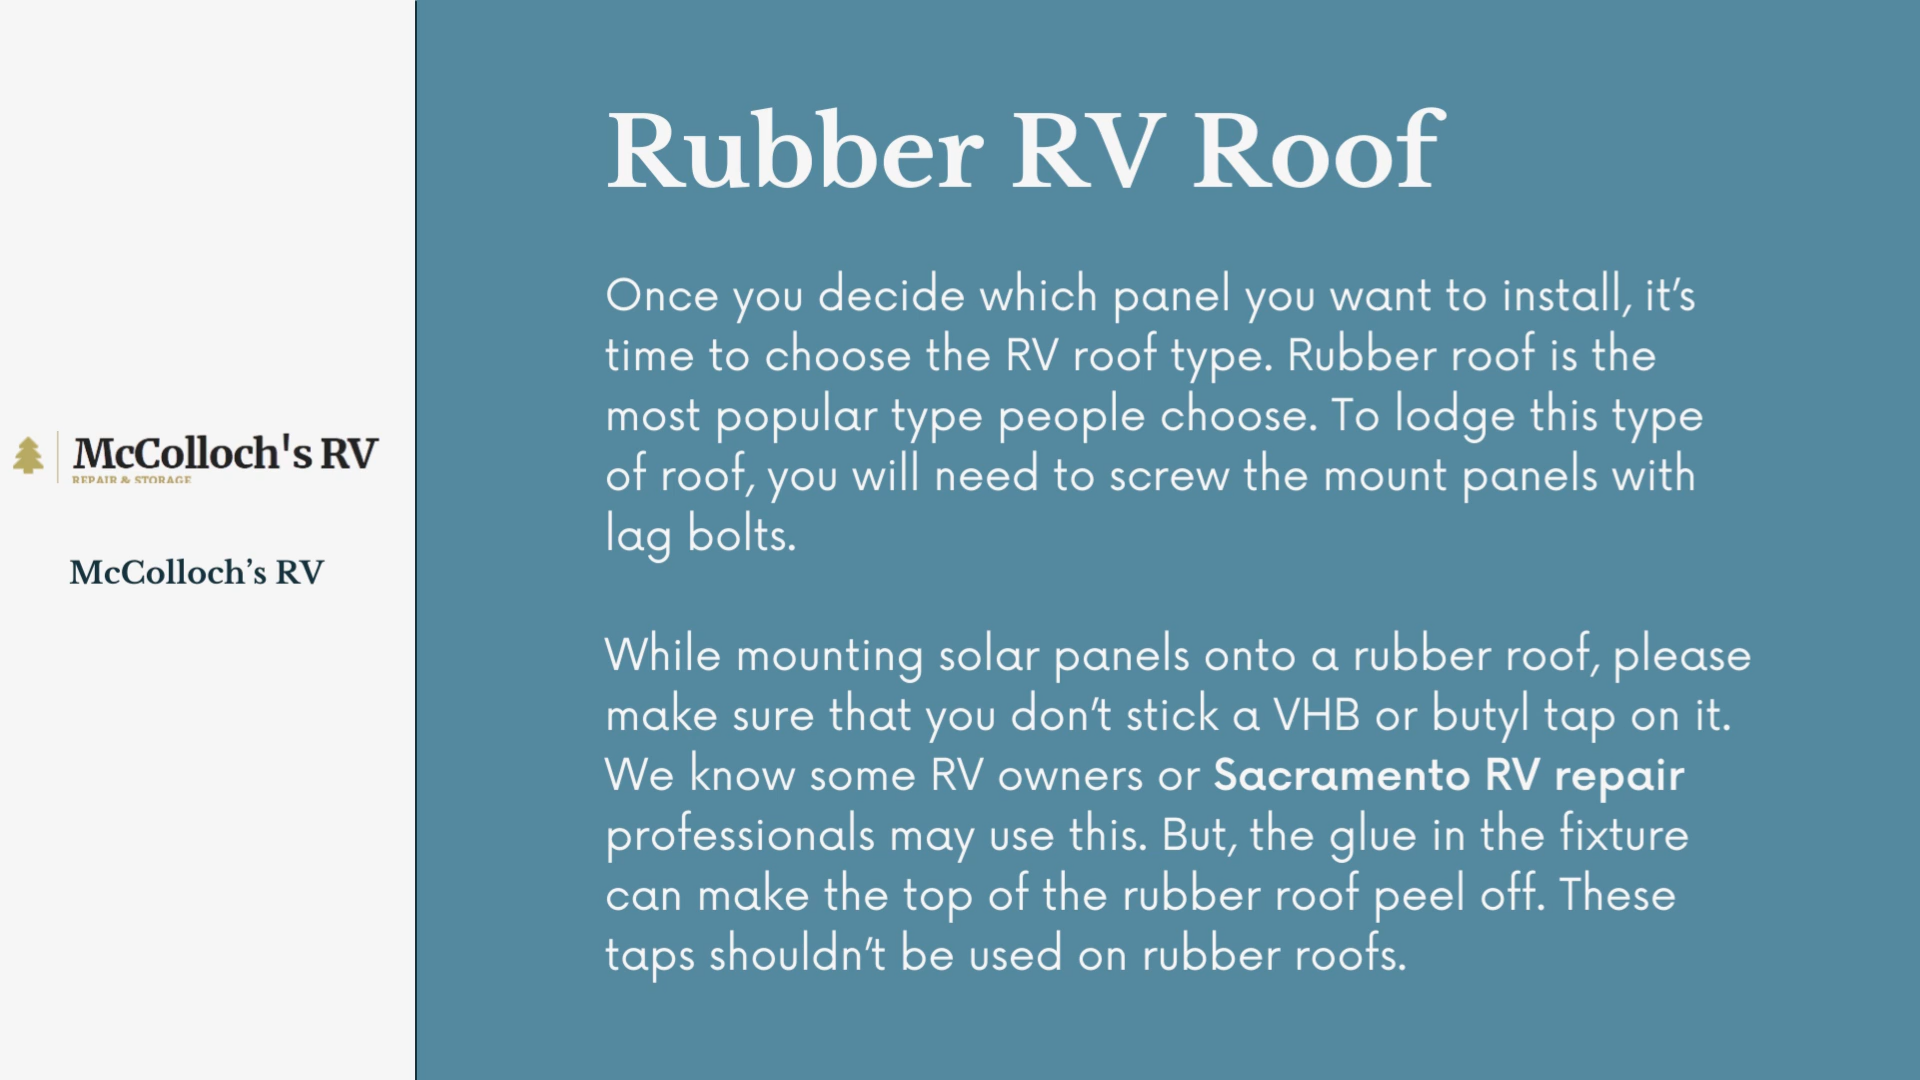 McColloch's RV
REPAIR & STORAGE
McColloch’s RV
Rubber RV Roof
Once you decide which panel you want to install, it’s
time to choose the RV roof type. Rubber roof is the
most popular type people choose. To lodge this type
of roof, you will need to screw the mount panels with
lag bolts.
While mounting solar panels onto a rubber roof, please
make sure that you don’t stick a VHB or butyl tap on it.
We know some RV owners or Sacramento RV repair
professionals may use this. But, the glue in the fixture
can make the top of the rubber roof peel off. These
taps shouldn’t be used on rubber roofs.